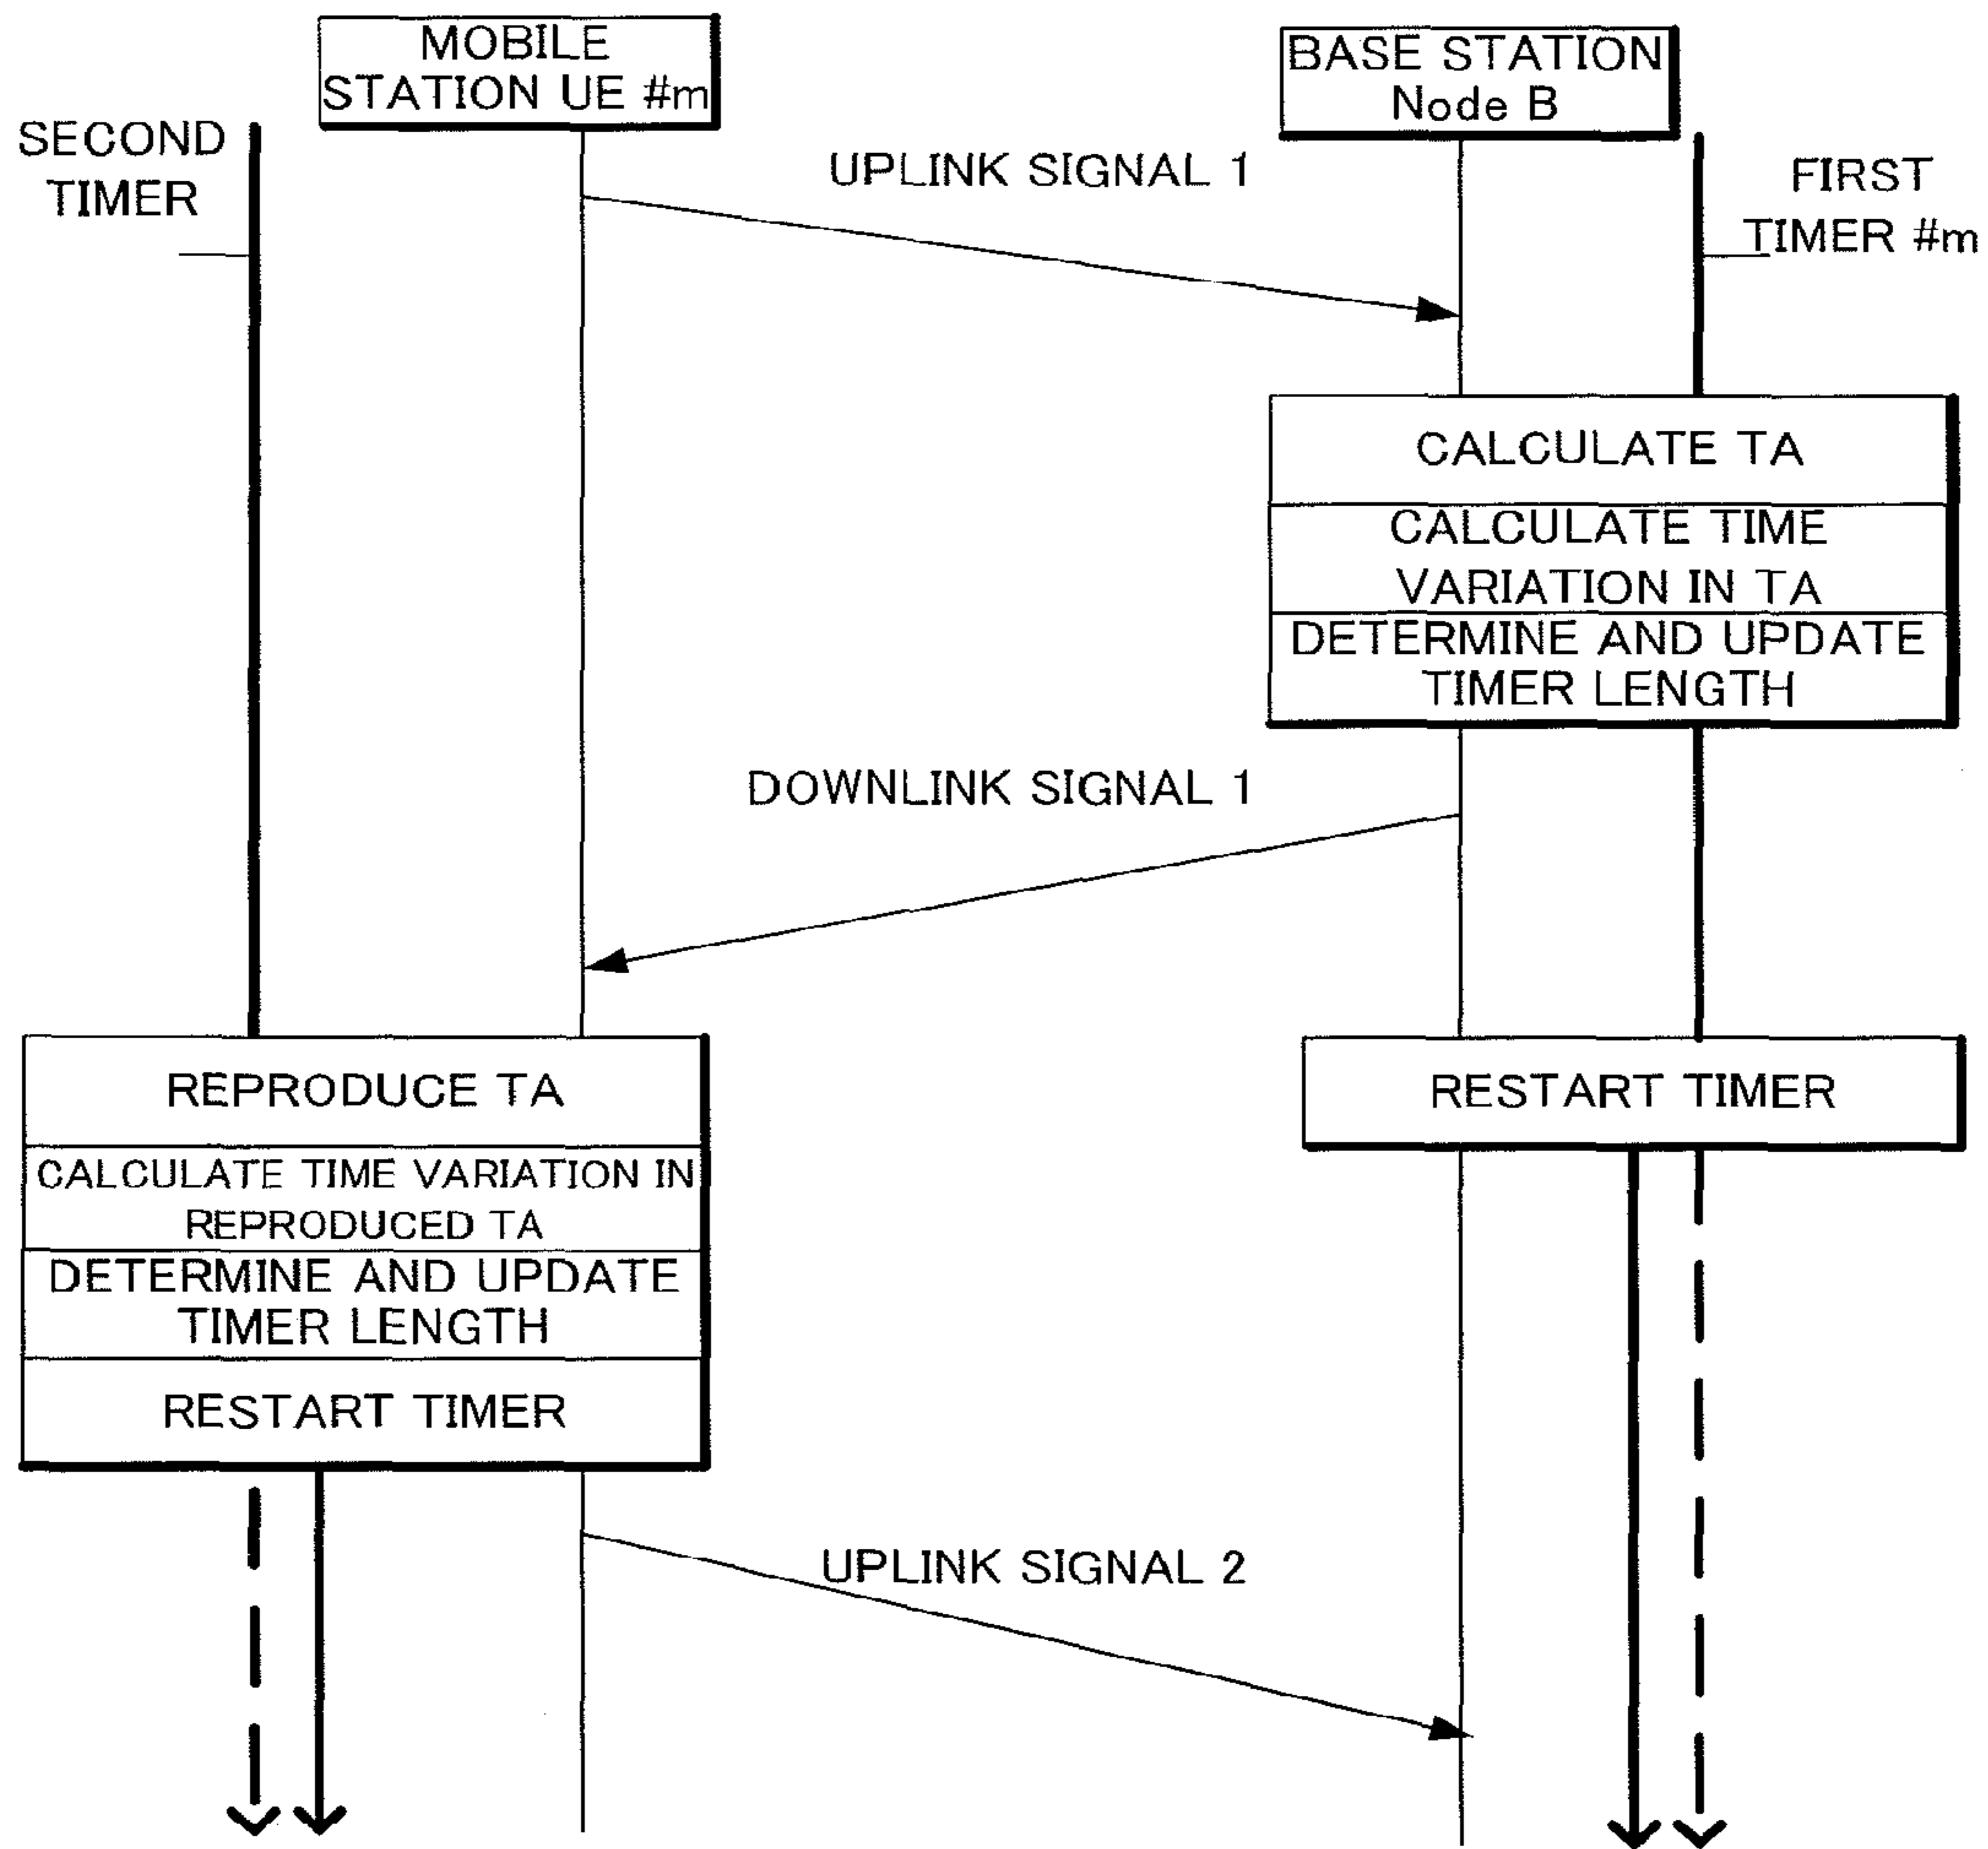 MOBILE
STATION UE #m
BASE STATION
Node B
SECOND
TIMER
UPLINK SIGNAL 1
FIRST
TIMER #m
CALCULATE TA
CALCULATE TIME
VARIATION IN TA
DETERMINE AND UPDATE
TIMER LENGTH
DOWNLINK SIGNAL 1
REPRODUCE TA
RESTART TIMER
CALCULATE TIME VARIATION IN
REPRODUCED TA
DETERMINE AND UPDATE
TIMER LENGTH
RESTART TIMER
UPLINK SIGNAL 2